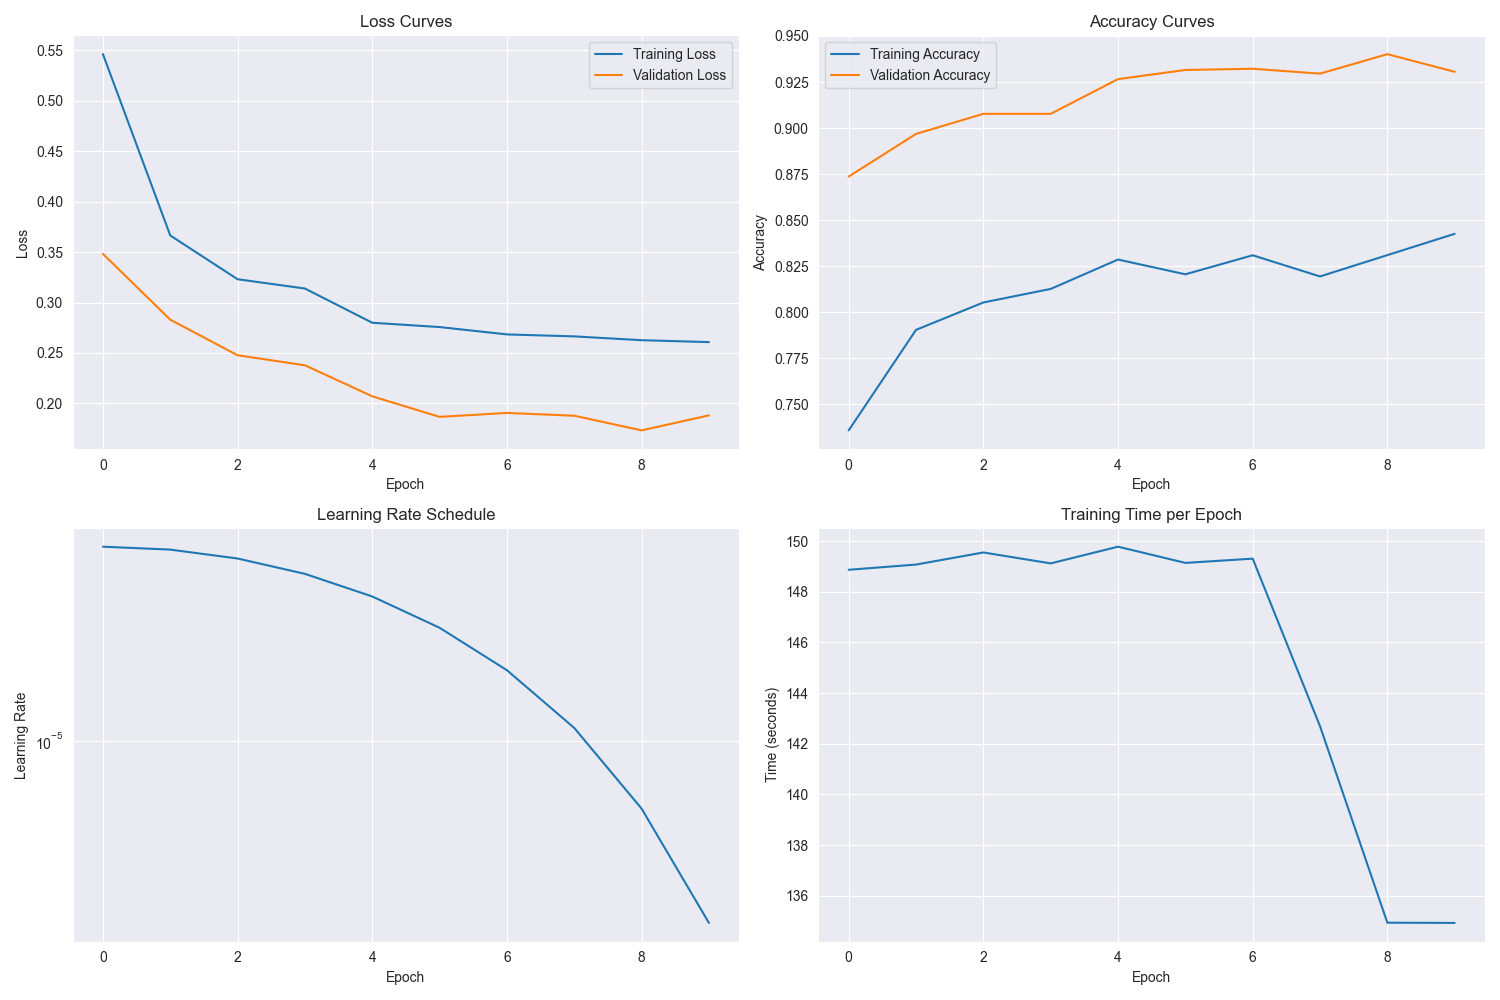 Loss Curves
0.55
0.50
0.45
0.40
0.35
0.30
0.25
0.20
Loss
Training Loss
Validation Loss
0 2 4 6 8
Epoch
Accuracy Curves
0.950
0.925
0.900
0.875
0.850
0.825
0.800
0.775
0.750
Accuracy
Training Accuracy
Validation Accuracy
0 2 4 6 8
Epoch
Learning Rate Schedule
10⁻⁵
Learning Rate
0 2 4 6 8
Epoch
Training Time per Epoch
150
148
146
144
142
140
138
136
Time (seconds)
0 2 4 6 8
Epoch